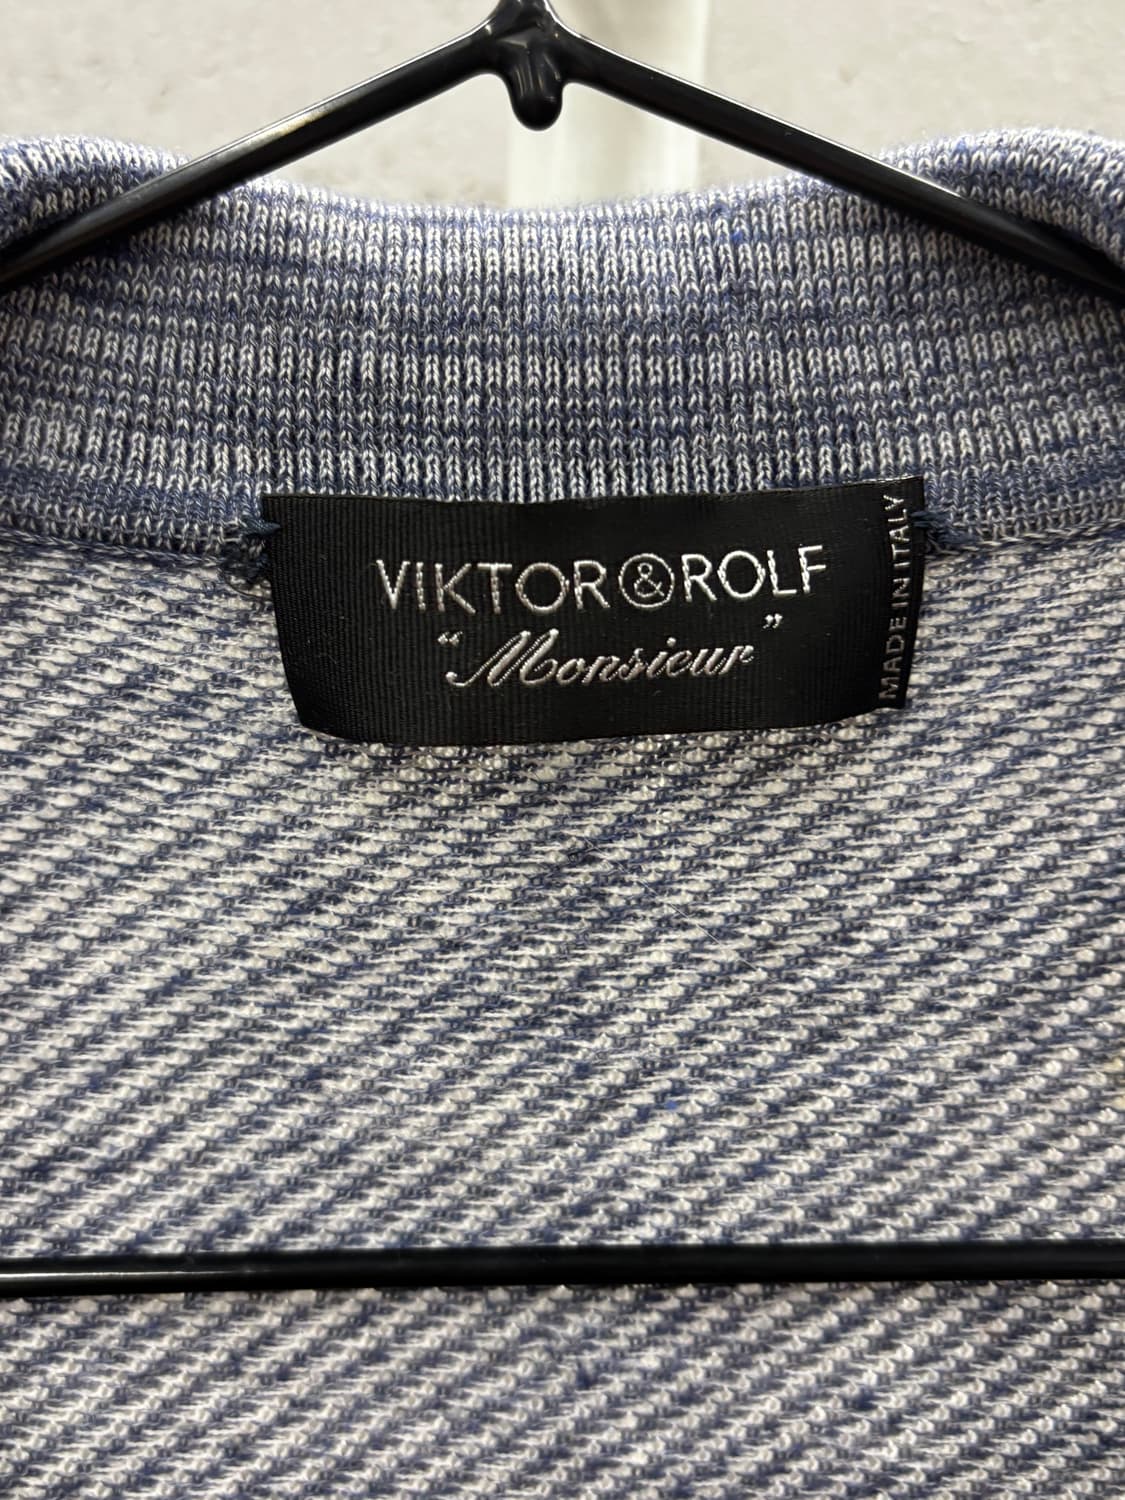 VIKTOR&ROLF
“Monsieur”
MADE IN ITALY